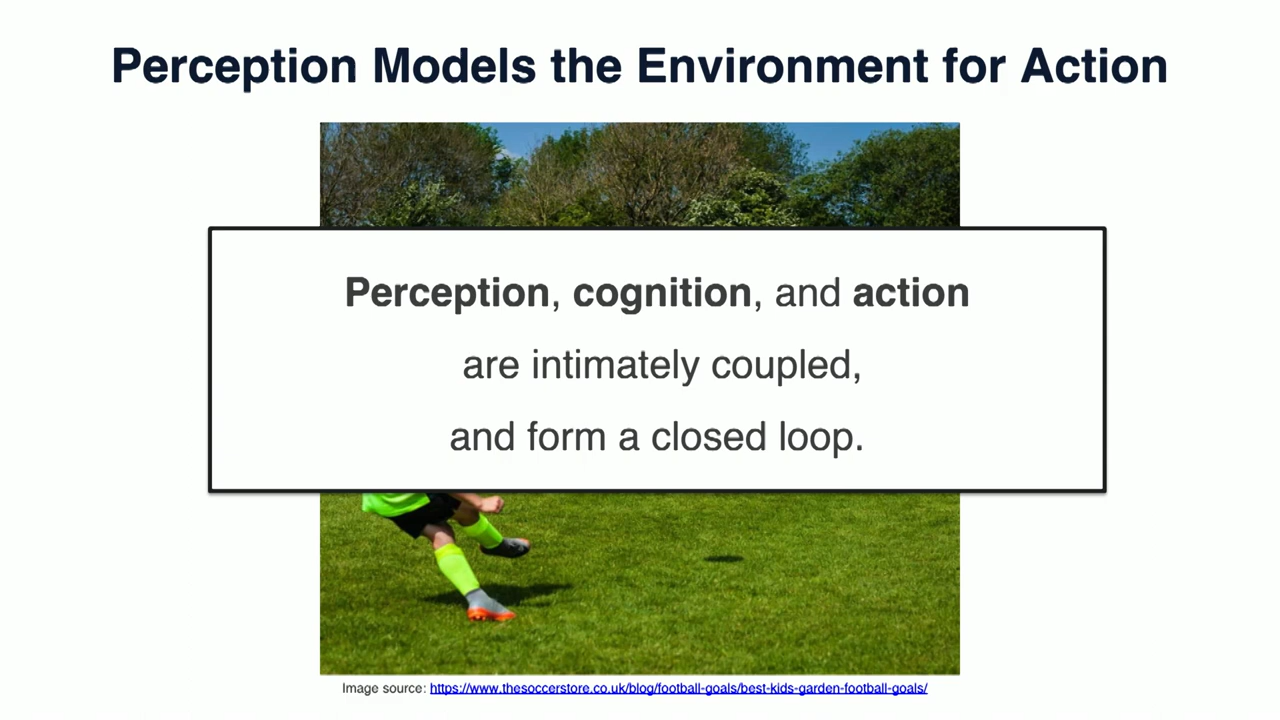 Perception Models the Environment for Action
Perception, cognition, and action
are intimately coupled,
and form a closed loop.
Image source: https://www.thesoccerstore.co.uk/blog/football-goals/best-kids-garden-football-goals/